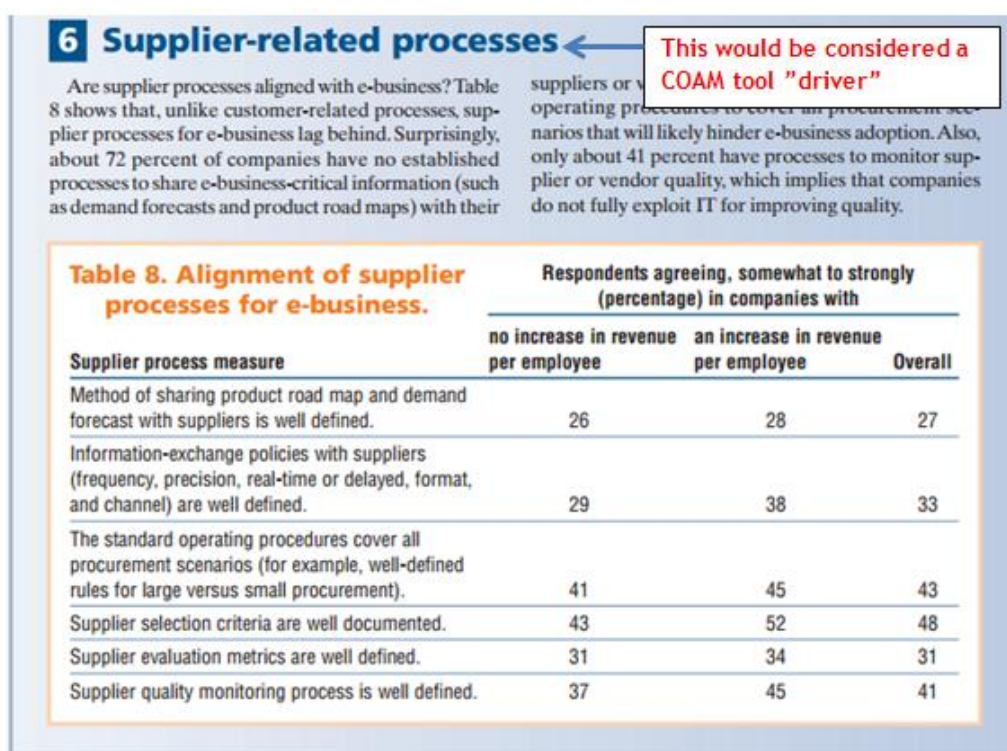 6 Supplier-related processes
This would be considered a
COAM tool ”driver”
Are supplier processes aligned with e-business? Table
8 shows that, unlike customer-related processes, sup-
plier processes for e-business lag behind. Surprisingly,
about 72 percent of companies have no established
processes to share e-business-critical information (such
as demand forecasts and product road maps) with their
suppliers or
operating procedures to cover all procurement sce-
narios that will likely hinder e-business adoption. Also,
only about 41 percent have processes to monitor sup-
plier or vendor quality, which implies that companies
do not fully exploit IT for improving quality.
Table 8. Alignment of supplier
processes for e-business.
Respondents agreeing, somewhat to strongly
(percentage) in companies with
no increase in revenue an increase in revenue
Supplier process measure per employee per employee Overall
Method of sharing product road map and demand
forecast with suppliers is well defined. 26 28 27
Information-exchange policies with suppliers
(frequency, precision, real-time or delayed, format,
and channel) are well defined. 29 38 33
The standard operating procedures cover all
procurement scenarios (for example, well-defined
rules for large versus small procurement). 41 45 43
Supplier selection criteria are well documented. 43 52 48
Supplier evaluation metrics are well defined. 31 34 31
Supplier quality monitoring process is well defined. 37 45 41